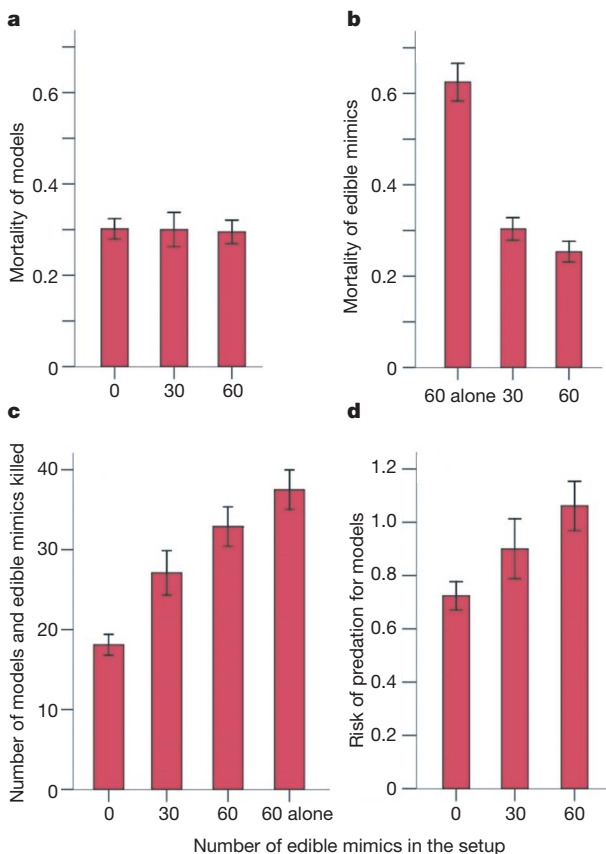 a
Mortality of models
0.6
0.4
0.2
0
0
30
60
b
Mortality of edible mimics
0.6
0.4
0.2
0
60 alone
30
60
c
Number of models and edible mimics killed
40
30
20
10
0
0
30
60
60 alone
d
Risk of predation for models
1.2
1.0
0.8
0.6
0.4
0.2
0
0
30
60
Number of edible mimics in the setup